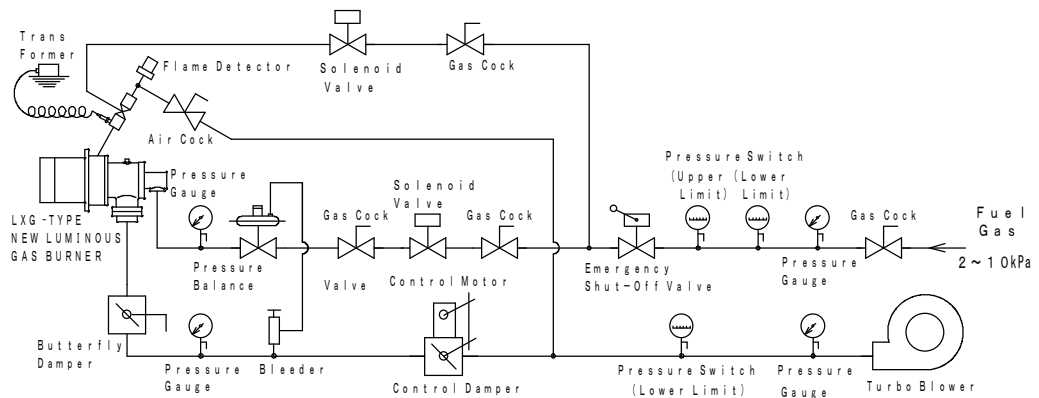 Trans
Former
Flame Detector
Solenoid
Valve
Gas Cock
Air Cock
Pressure
Gauge
LXG-TYPE
NEW LUMINOUS
GAS BURNER
Pressure
Balance
Gas Cock
Valve
Solenoid
Valve
Gas Cock
Control Motor
Emergency
Shut-Off Valve
Pressure Switch
(Upper (Lower
Limit) Limit)
Pressure
Gauge
Gas Cock
Fuel
Gas
2~10kPa
Butterfly
Damper
Pressure
Gauge
Bleeder
Control Damper
Pressure Switch
(Lower Limit)
Pressure
Gauge
Turbo Blower